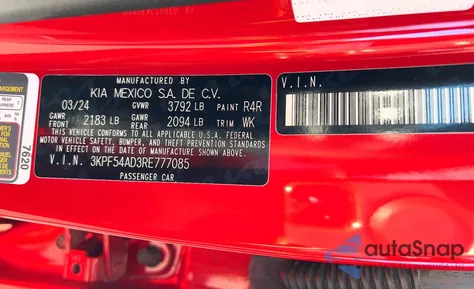 MANUFACTURED BY
KIA MEXICO S.A. DE C.V.
03/24 GVWR 3792 LB PAINT R4R
GAWR FRONT 2183 LB GAWR REAR 2094 LB TRIM WK
THIS VEHICLE CONFORMS TO ALL APPLICABLE U.S.A. FEDERAL
MOTOR VEHICLE SAFETY, BUMPER, AND THEFT PREVENTION
STANDARDS IN EFFECT ON THE DATE OF MANUFACTURE SHOWN ABOVE.
V.I.N. 3KPF54AD3RE777085
PASSENGER CAR
V.I.N.
7620
autoSnap